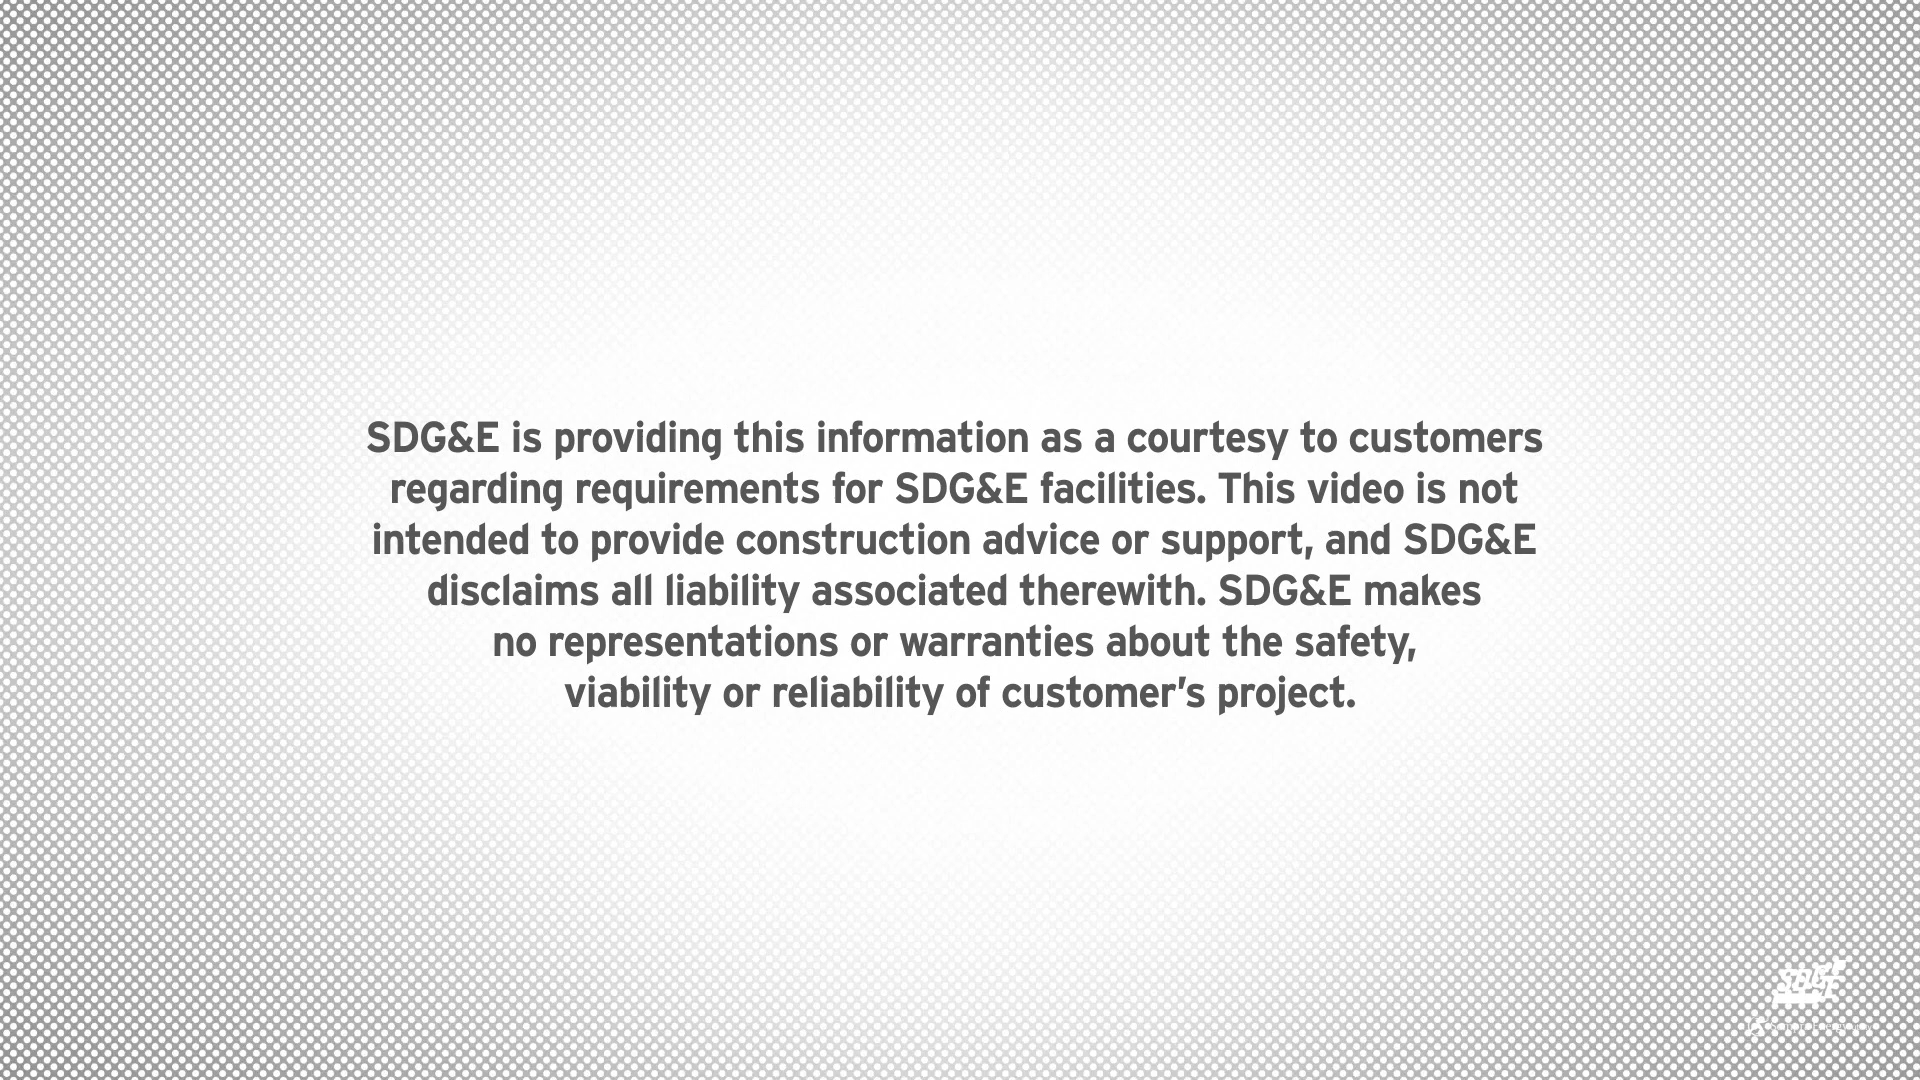 SDG&E is providing this information as a courtesy to customers
regarding requirements for SDG&E facilities. This video is not
intended to provide construction advice or support, and SDG&E
disclaims all liability associated therewith. SDG&E makes
no representations or warranties about the safety,
viability or reliability of customer’s project.
SDG&E